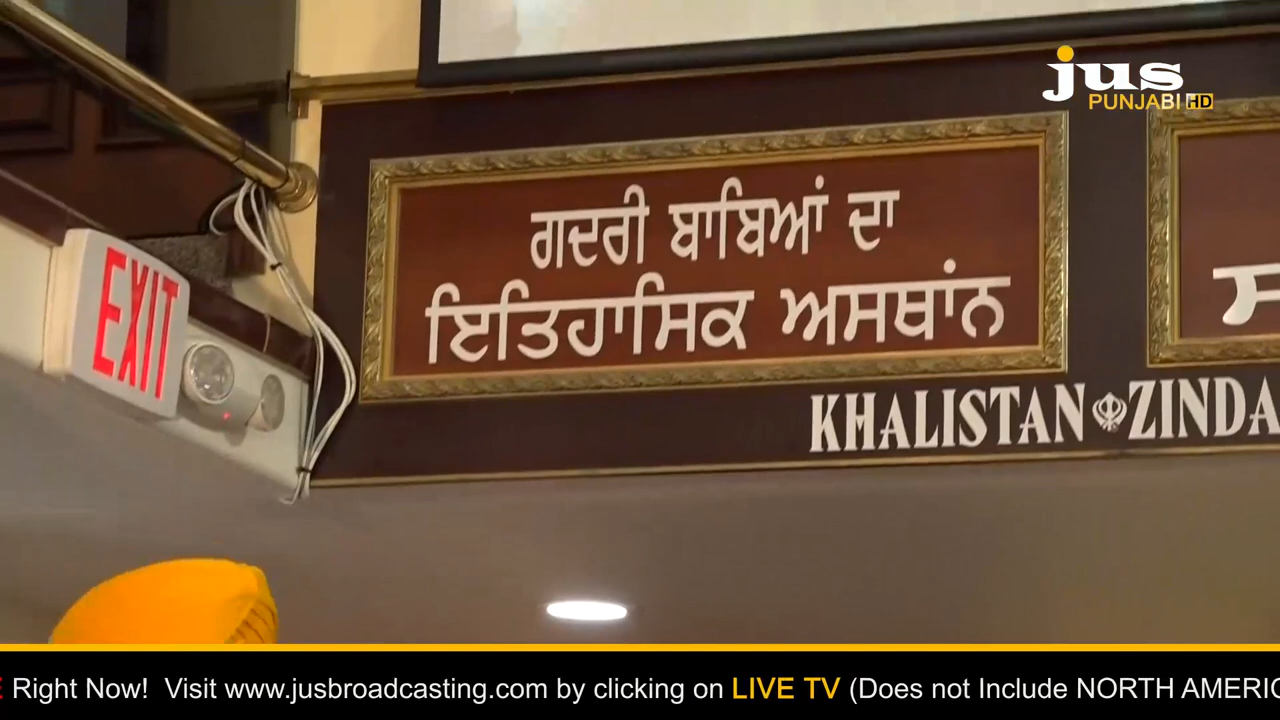 jus
PUNJABI HD
ਗਦਰੀ ਬਾਬਿਆਂ ਦਾ
ਇਤਿਹਾਸਿਕ ਅਸਥਾਂਨ
EXIT
KHALISTAN ZINDA
Right Now! Visit www.jusbroadcasting.com by clicking on LIVE TV (Does not Include NORTH AMERIC